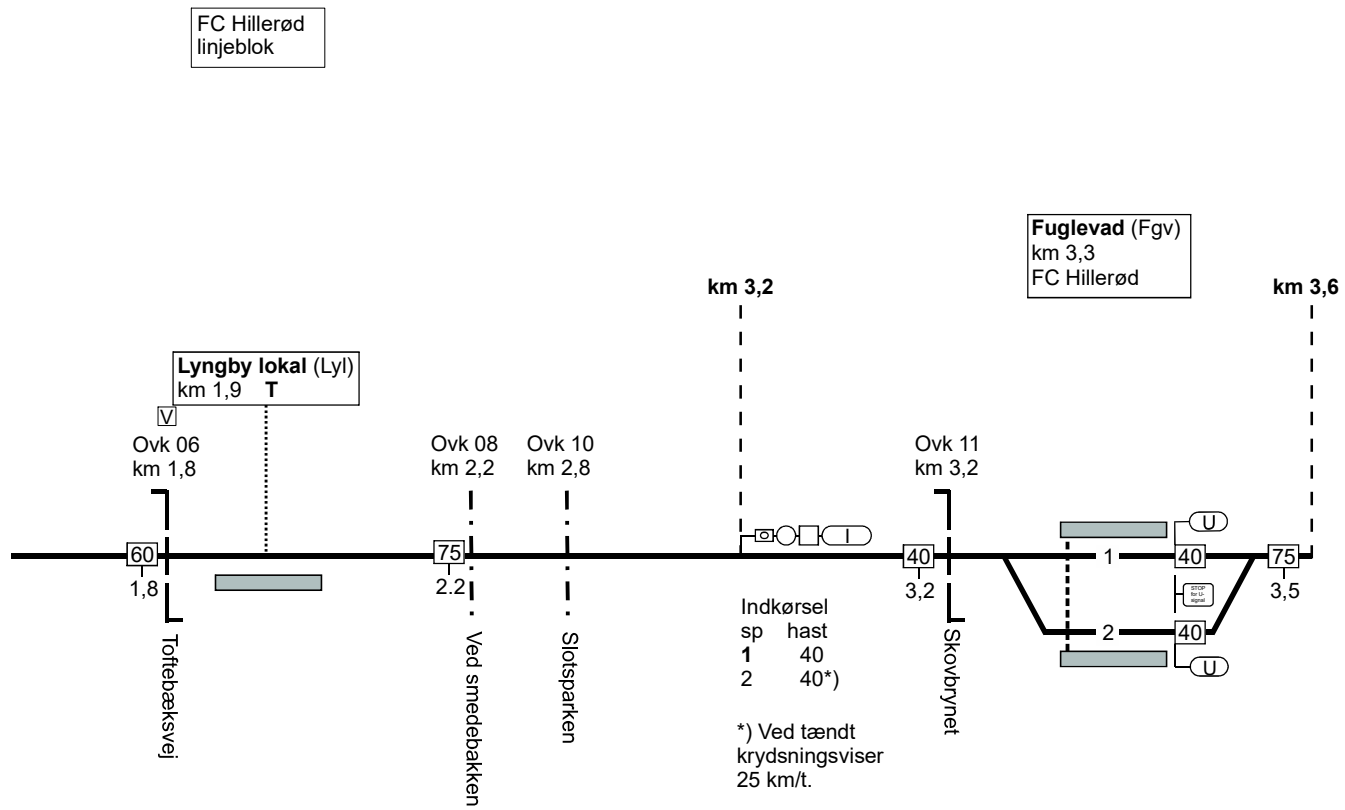 FC Hillerød
linjeblok
Fuglevad (Fgv)
km 3,3
FC Hillerød
km 3,2
km 3,6
Lyngby lokal (Lyl)
km 1,9 T
V
Ovk 06
km 1,8
Ovk 08
km 2,2
Ovk 10
km 2,8
Ovk 11
km 3,2
U
I
60
75
40
1
40
75
1,8
2.2
3,2
3,5
STOP
for U-
signal
2
40
U
Toftebæksvej
Ved smedebakken
Slotsparken
Skovbrynet
Indkørsel
sp hast
1 40
2 40*)
*) Ved tændt
krydsningsviser
25 km/t.